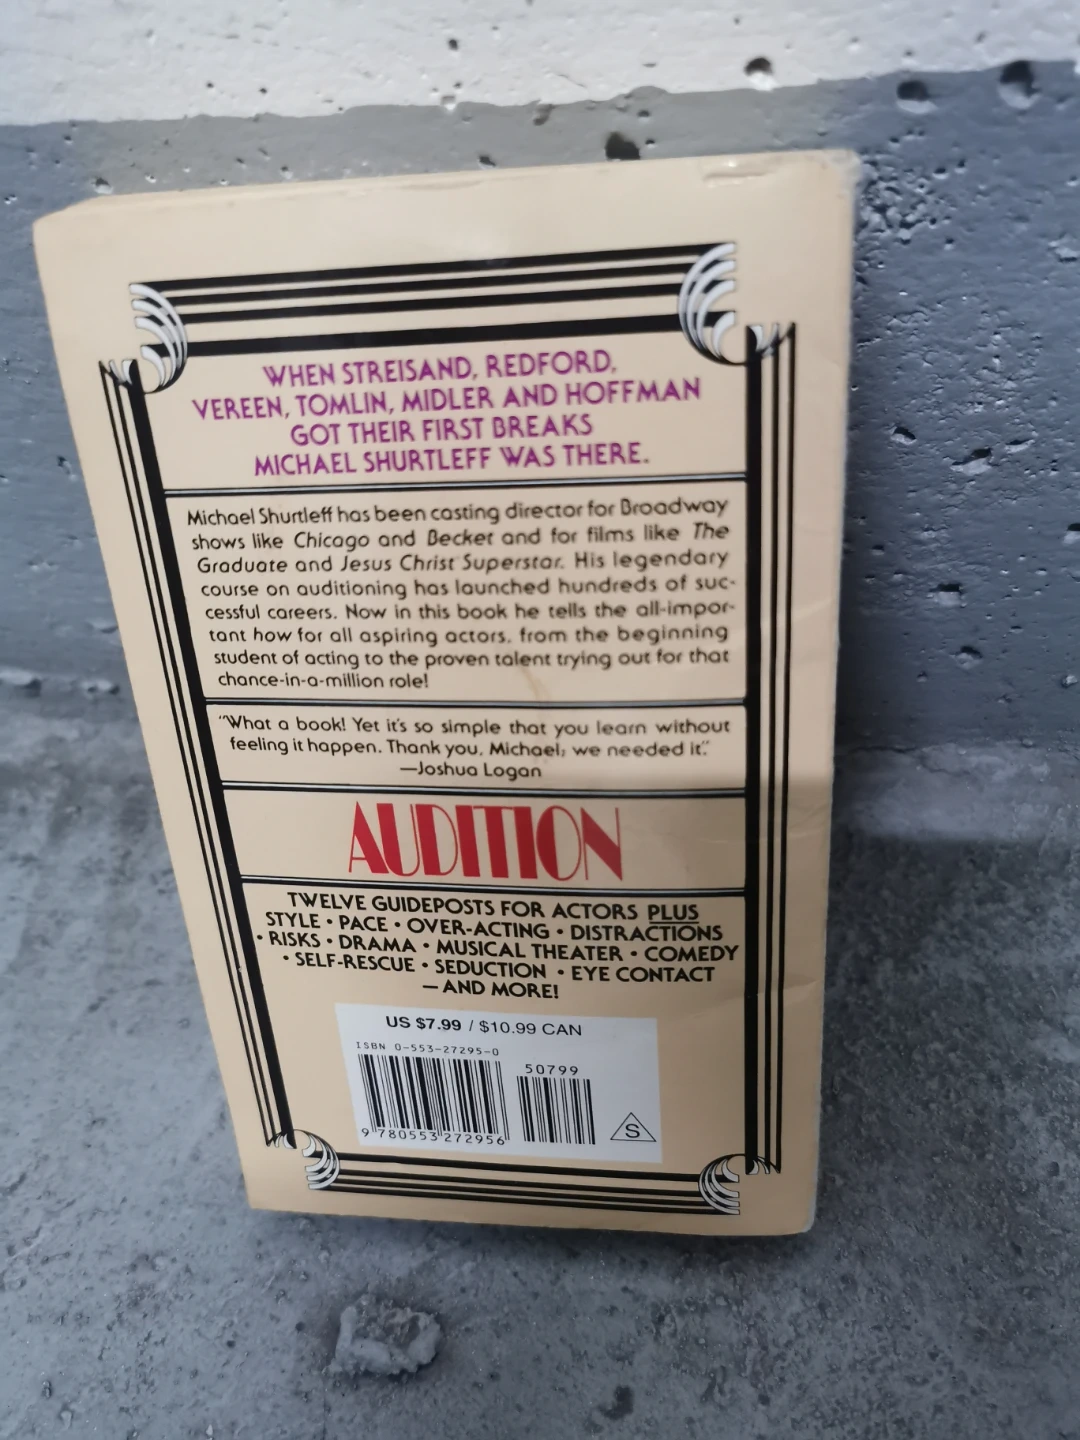 WHEN STREISAND, REDFORD,
VEREEN, TOMLIN, MIDLER AND HOFFMAN
GOT THEIR FIRST BREAKS
MICHAEL SHURTLEFF WAS THERE.
Michael Shurtleff has been casting director for Broadway
shows like Chicago and Becket and for films like The
Graduate and Jesus Christ Superstar. His legendary
course on auditioning has launched hundreds of suc-
cessful careers. Now in this book he tells the all-impor-
tant how for all aspiring actors, from the beginning
student of acting to the proven talent trying out for that
chance-in-a-million role!
"What a book! Yet it's so simple that you learn without
feeling it happen. Thank you, Michael; we needed it."
—Joshua Logan
AUDITION
TWELVE GUIDEPOSTS FOR ACTORS PLUS
STYLE • PACE • OVER-ACTING • DISTRACTIONS
• RISKS • DRAMA • MUSICAL THEATER • COMEDY
• SELF-RESCUE • SEDUCTION • EYE CONTACT
—AND MORE!
US $7.99 / $10.99 CAN
ISBN 0-553-27295-0
50799
9 780553 272956
S